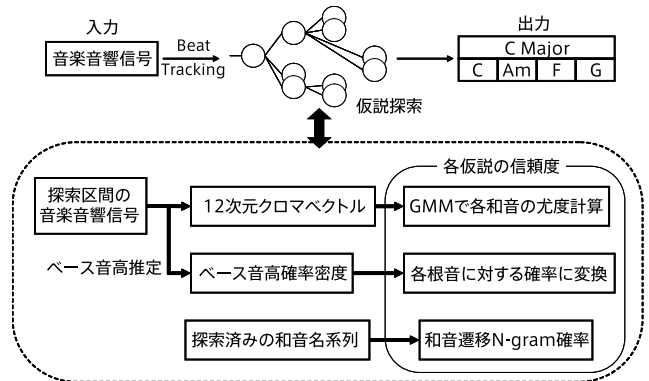 入力
音楽音響信号
Beat
Tracking
仮説探索
出力
C Major
C Am F G
各仮説の信頼度
探索区間の
音楽音響信号
12次元クロマベクトル
GMMで各和音の尤度計算
ベース音高推定
ベース音高確率密度
各根音に対する確率に変換
探索済みの和音名系列
和音遷移N-gram確率